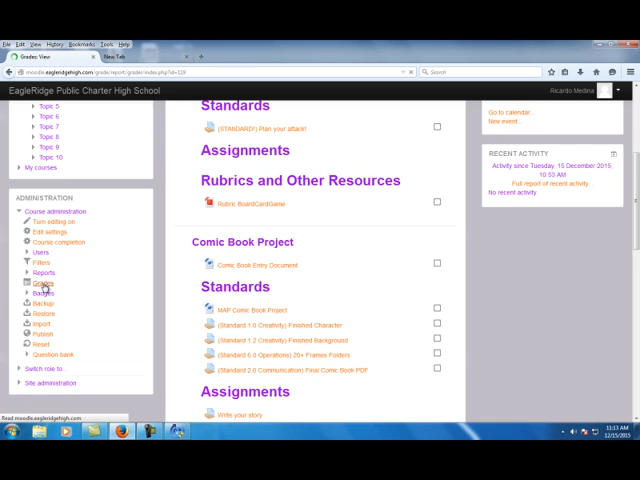 File Edit View History Bookmarks Tools Help
Grades: View × New Tab ×
moodle.eagleridgehigh.com/grade/report/grader/index.php?id=119
Search
EagleRidge Public Charter High School
Ricardo Medina
Topic 5
Topic 6
Topic 7
Topic 8
Topic 9
Topic 10
My courses
ADMINISTRATION
Course administration
Turn editing on
Edit settings
Course completion
Users
Filters
Reports
Grades
Badges
Backup
Restore
Import
Publish
Reset
Question bank
Switch role to...
Site administration
Standards
(STANDARD!) Plan your attack!
Assignments
Rubrics and Other Resources
Rubric BoardCardGame
Comic Book Project
Comic Book Entry Document
Standards
MAP Comic Book Project
(Standard 1.0 Creativity) Finished Character
(Standard 1.2 Creativity) Finished Background
(Standard 6.0 Operations) 20+ Frames Folders
(Standard 2.0 Communication) Final Comic Book PDF
Assignments
Write your story
Go to calendar...
New event...
RECENT ACTIVITY
Activity since Tuesday, 15 December 2015,
10:53 AM
Full report of recent activity...
No recent activity
Read moodle.eagleridgehigh.com
11:13 AM
12/15/2015